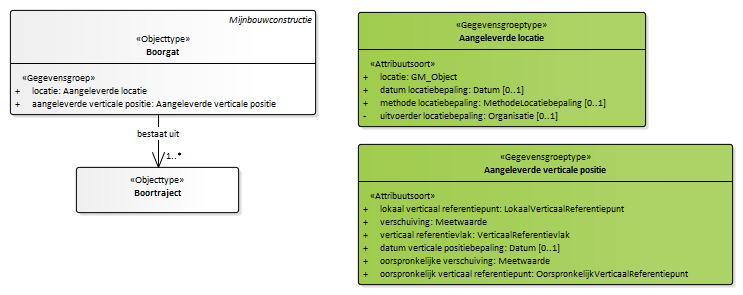 Mijnbouwconstructie
«Objecttype»
Boorgat
«Gegevensgroep»
+ locatie: Aangeleverde locatie
+ aangeleverde verticale positie: Aangeleverde verticale positie
bestaat uit
1..*
«Objecttype»
Boortraject
«Gegevensgroeptype»
Aangeleverde locatie
«Attribuutsoort»
+ locatie: GM_Object
+ datum locatiebepaling: Datum [0..1]
+ methode locatiebepaling: MethodeLocatiebepaling [0..1]
- uitvoerder locatiebepaling: Organisatie [0..1]
«Gegevensgroeptype»
Aangeleverde verticale positie
«Attribuutsoort»
+ lokaal verticaal referentiepunt: LokaalVerticaalReferentiepunt
+ verschuiving: Meetwaarde
+ verticaal referentievlak: VerticaalReferentievlak
+ datum verticale positiebepaling: Datum [0..1]
+ oorspronkelijke verschuiving: Meetwaarde
+ oorspronkelijk verticaal referentiepunt: OorspronkelijkVerticaalReferentiepunt